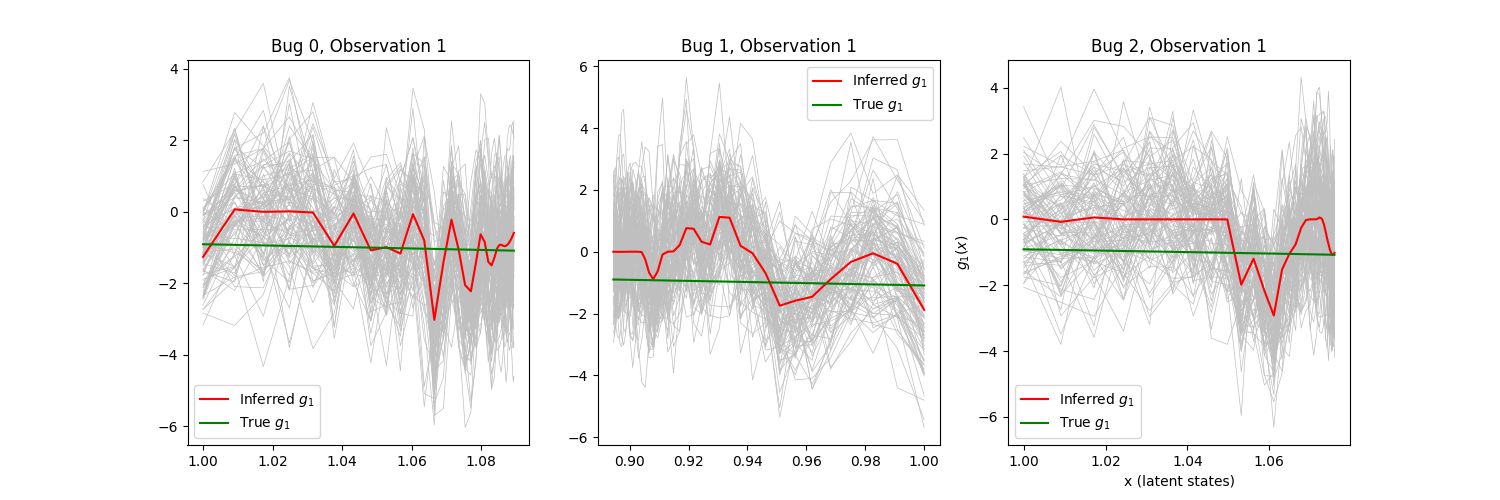 Bug 0, Observation 1
4
2
0
−2
−4
−6
1.00 1.02 1.04 1.06 1.08
Inferred g₁
True g₁
Bug 1, Observation 1
6
4
2
0
−2
−4
−6
0.90 0.92 0.94 0.96 0.98 1.00
Inferred g₁
True g₁
Bug 2, Observation 1
g₁(x)
4
2
0
−2
−4
−6
1.00 1.02 1.04 1.06
x (latent states)
Inferred g₁
True g₁